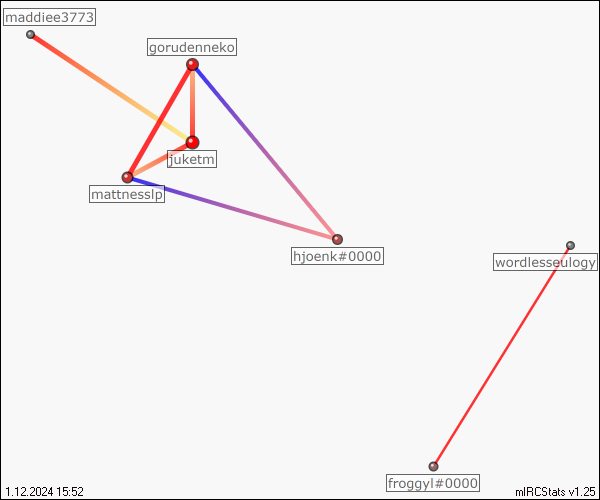 maddiee3773
gorudenneko
juketm
mattnesslp
hjoenk#0000
wordlesseulogy
froggyl#0000
1.12.2024 15:52
mIRCStats v1.25